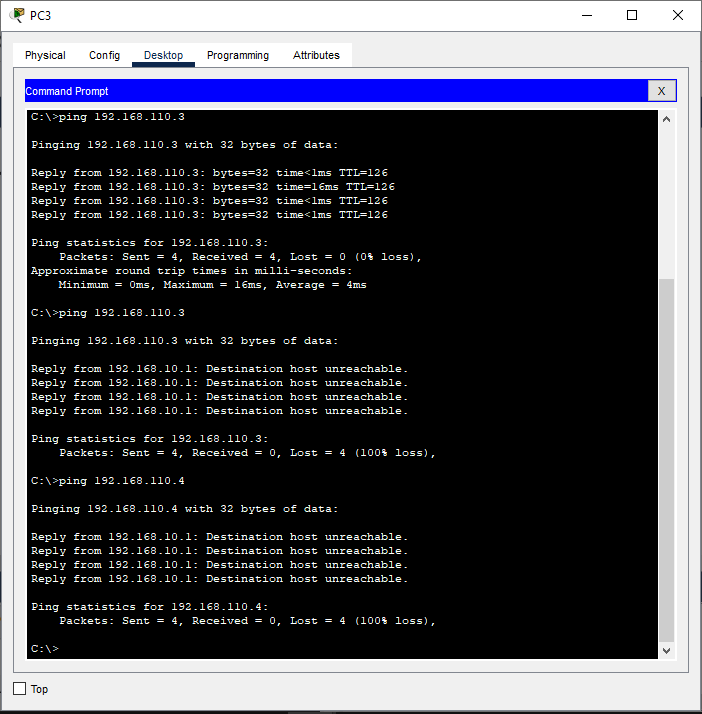 PC3
Physical Config Desktop Programming Attributes
Command Prompt X
C:\>ping 192.168.110.3
Pinging 192.168.110.3 with 32 bytes of data:
Reply from 192.168.110.3: bytes=32 time<1ms TTL=126
Reply from 192.168.110.3: bytes=32 time=16ms TTL=126
Reply from 192.168.110.3: bytes=32 time<1ms TTL=126
Reply from 192.168.110.3: bytes=32 time<1ms TTL=126
Ping statistics for 192.168.110.3:
    Packets: Sent = 4, Received = 4, Lost = 0 (0% loss),
Approximate round trip times in milli-seconds:
    Minimum = 0ms, Maximum = 16ms, Average = 4ms
C:\>ping 192.168.110.3
Pinging 192.168.110.3 with 32 bytes of data:
Reply from 192.168.10.1: Destination host unreachable.
Reply from 192.168.10.1: Destination host unreachable.
Reply from 192.168.10.1: Destination host unreachable.
Reply from 192.168.10.1: Destination host unreachable.
Ping statistics for 192.168.110.3:
    Packets: Sent = 4, Received = 0, Lost = 4 (100% loss),
C:\>ping 192.168.110.4
Pinging 192.168.110.4 with 32 bytes of data:
Reply from 192.168.10.1: Destination host unreachable.
Reply from 192.168.10.1: Destination host unreachable.
Reply from 192.168.10.1: Destination host unreachable.
Reply from 192.168.10.1: Destination host unreachable.
Ping statistics for 192.168.110.4:
    Packets: Sent = 4, Received = 0, Lost = 4 (100% loss),
C:\>
Top